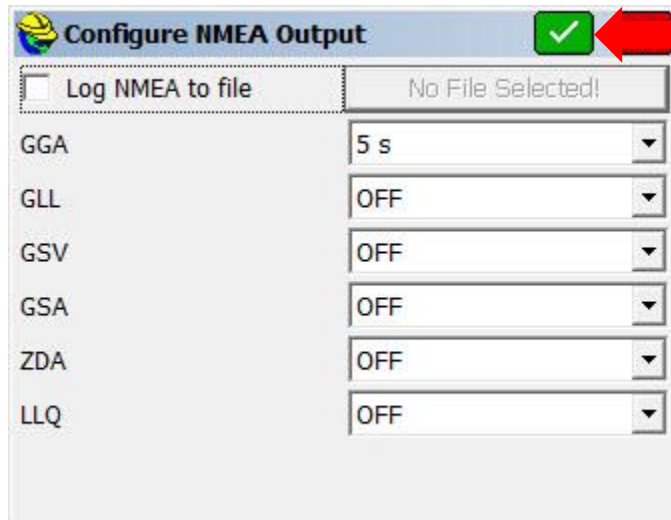 Configure NMEA Output
Log NMEA to file No File Selected!
GGA 5 s
GLL OFF
GSV OFF
GSA OFF
ZDA OFF
LLQ OFF